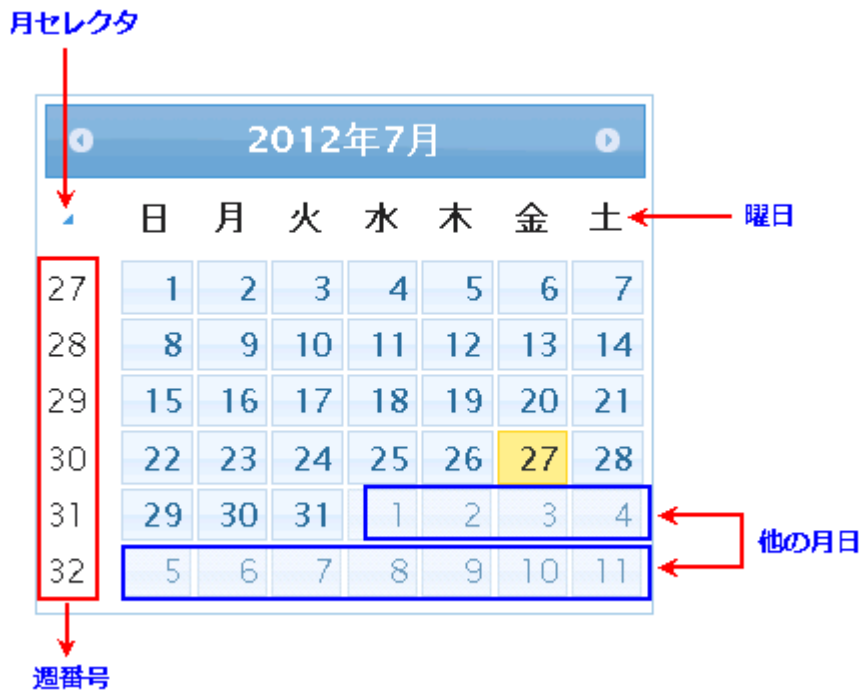 月セレクタ
2012年7月
日 月 火 水 木 金 土
曜日
27 1 2 3 4 5 6 7
28 8 9 10 11 12 13 14
29 15 16 17 18 19 20 21
30 22 23 24 25 26 27 28
31 29 30 31 1 2 3 4
他の月日
32 5 6 7 8 9 10 11
週番号